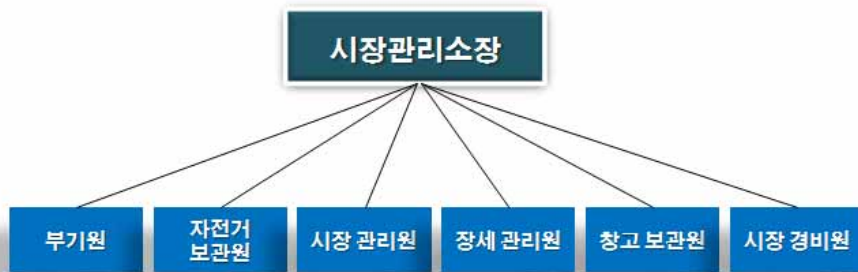 시장관리소장
부기원
자전거
보관원
시장 관리원
장세 관리원
창고 보관원
시장 경비원